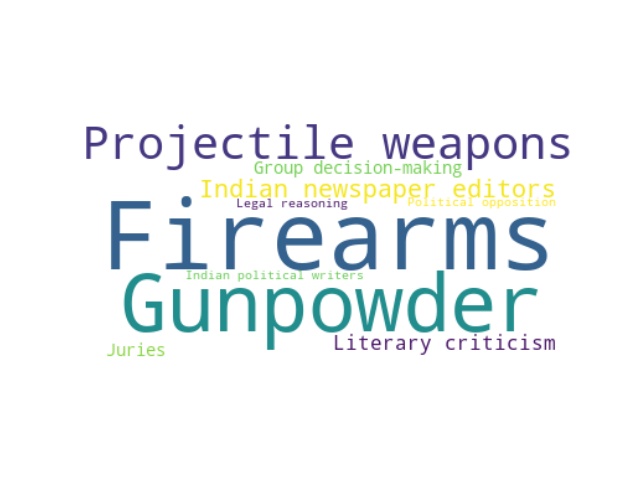 Projectile weapons
Group decision-making
Indian newspaper editors
Legal reasoning
Political opposition
Firearms
Indian political writers
Gunpowder
Literary criticism
Juries